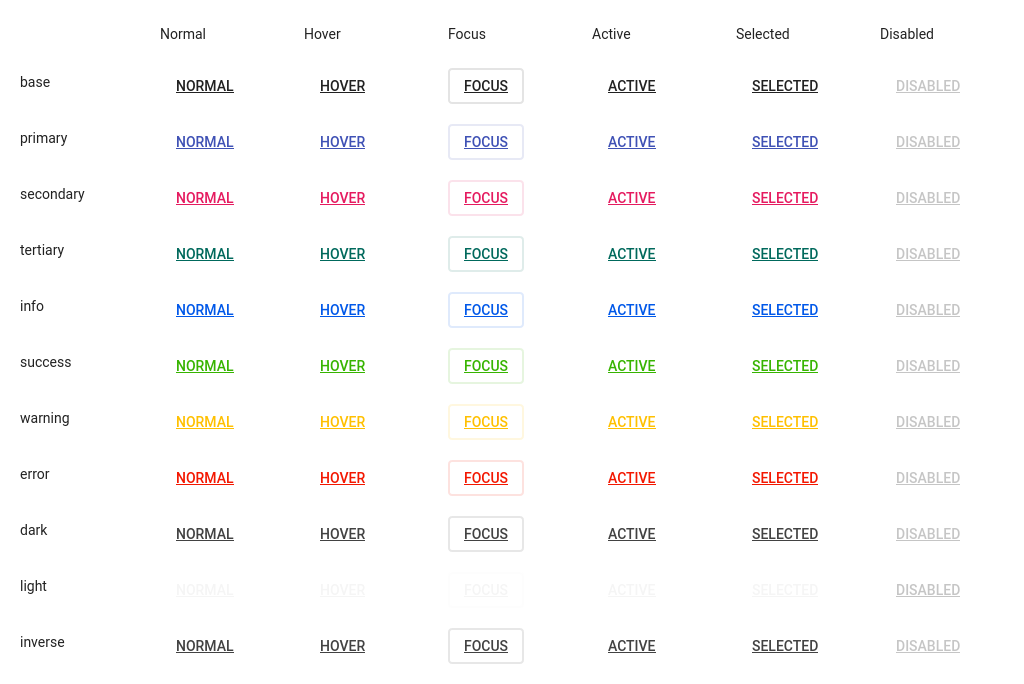 Normal Hover Focus Active Selected Disabled
base NORMAL HOVER FOCUS ACTIVE SELECTED DISABLED
primary NORMAL HOVER FOCUS ACTIVE SELECTED DISABLED
secondary NORMAL HOVER FOCUS ACTIVE SELECTED DISABLED
tertiary NORMAL HOVER FOCUS ACTIVE SELECTED DISABLED
info NORMAL HOVER FOCUS ACTIVE SELECTED DISABLED
success NORMAL HOVER FOCUS ACTIVE SELECTED DISABLED
warning NORMAL HOVER FOCUS ACTIVE SELECTED DISABLED
error NORMAL HOVER FOCUS ACTIVE SELECTED DISABLED
dark NORMAL HOVER FOCUS ACTIVE SELECTED DISABLED
light NORMAL HOVER FOCUS ACTIVE SELECTED DISABLED
inverse NORMAL HOVER FOCUS ACTIVE SELECTED DISABLED